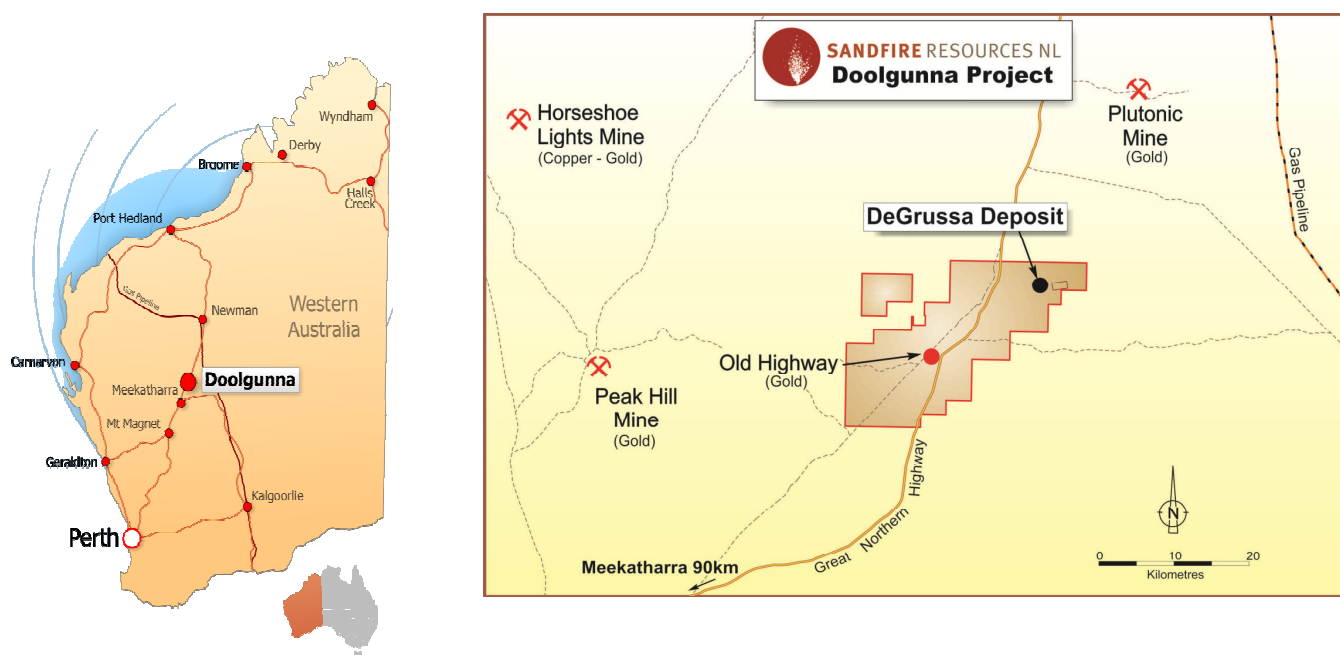 Wyndham
Derby
Broome
Halls
Creek
Port Hedland
Gas Pipeline
Newman
Western
Australia
Carnarvon
Doolgunna
Meekatharra
Mt Magnet
Geraldton
Kalgoorlie
Perth
SANDFIRE RESOURCES NL
Doolgunna Project
Horseshoe
Lights Mine
(Copper - Gold)
Plutonic
Mine
(Gold)
Gas Pipeline
DeGrussa Deposit
Old Highway
(Gold)
Peak Hill
Mine
(Gold)
Great Northern Highway
Meekatharra 90km
N
0 10 20
Kilometres